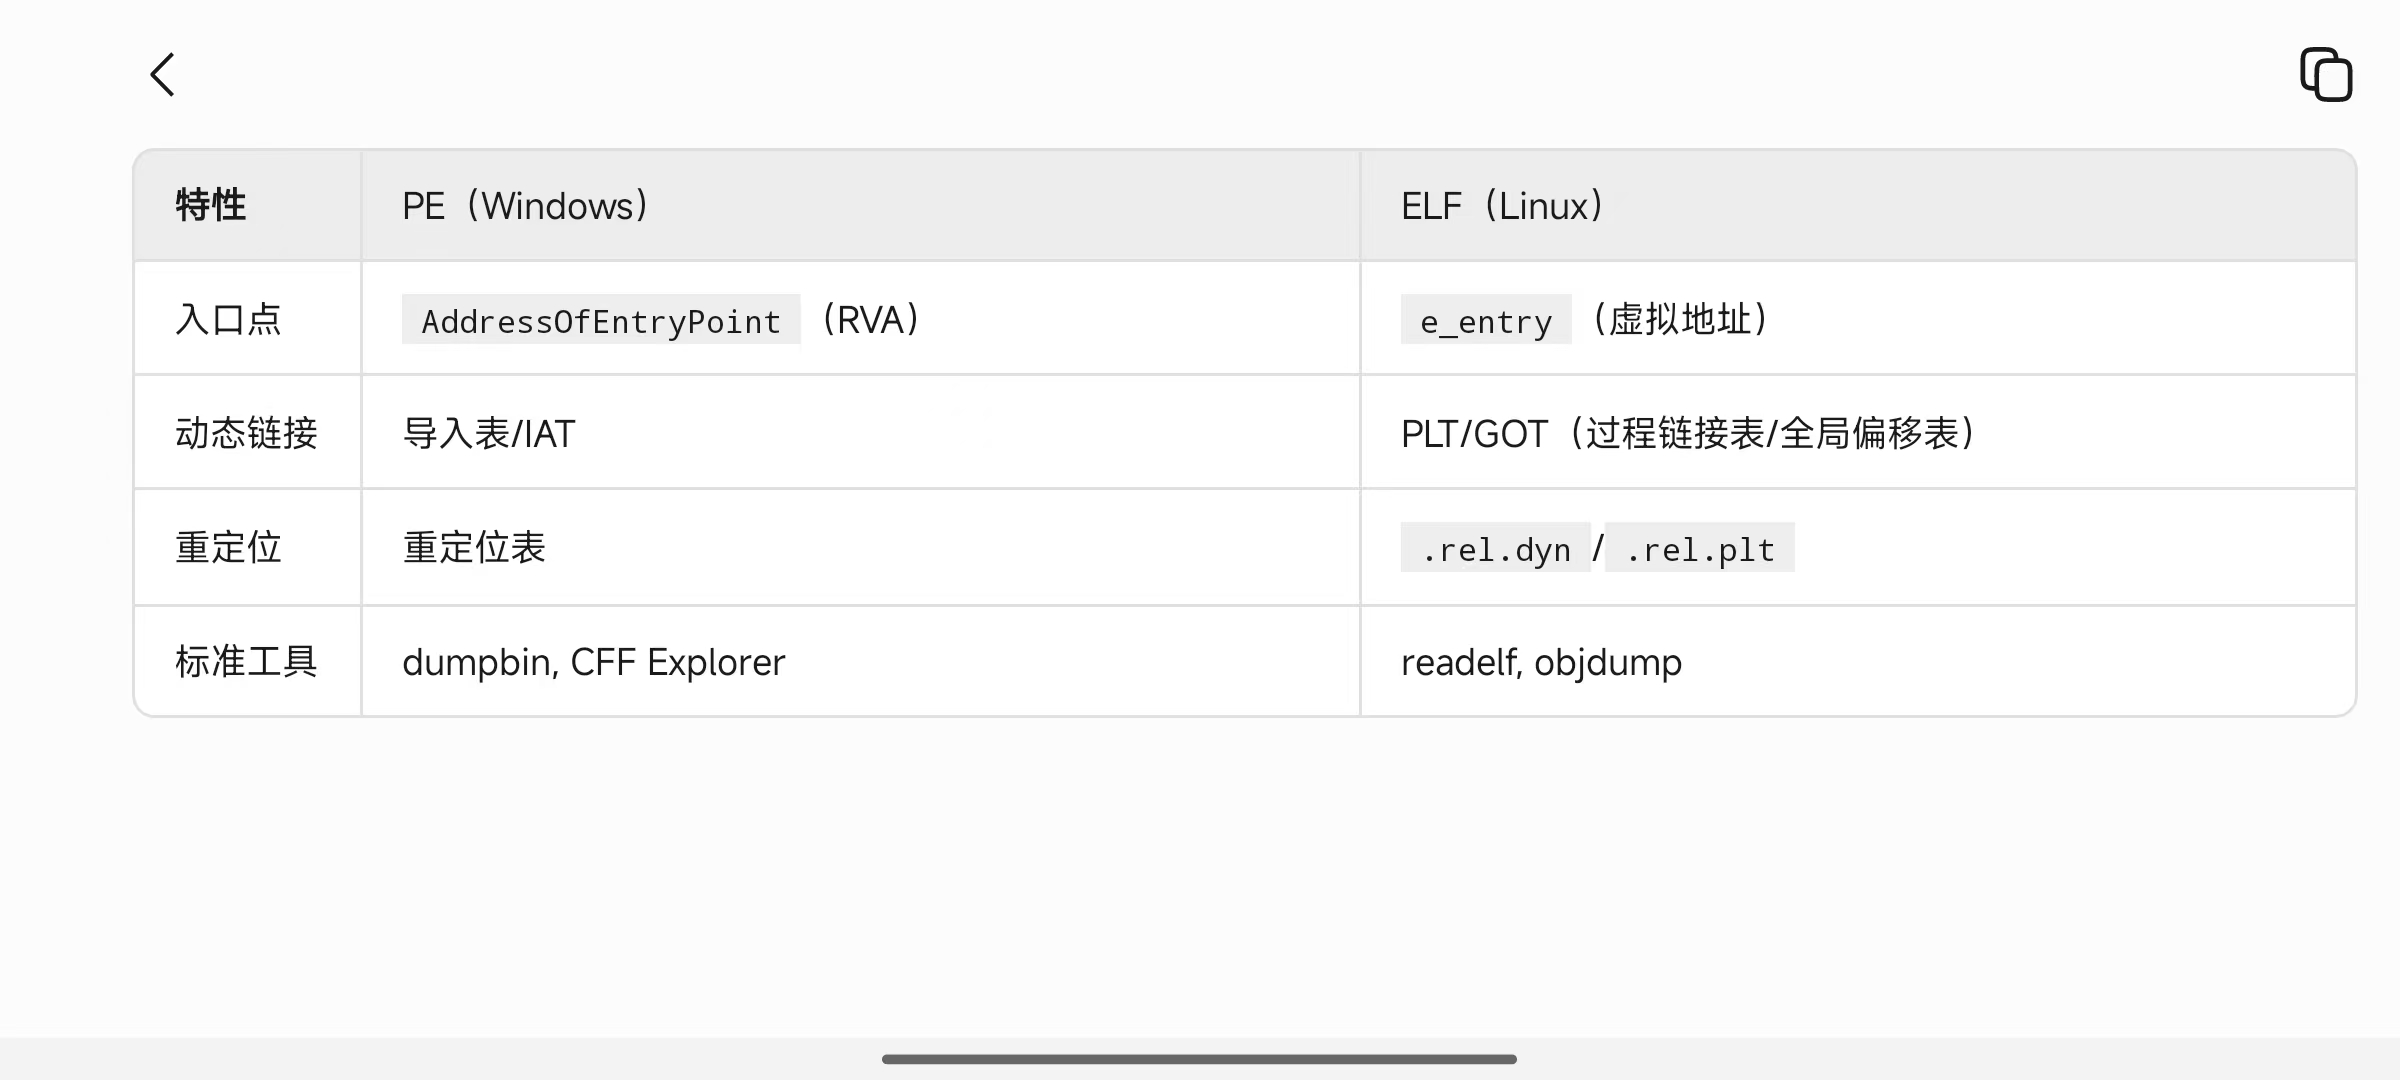 特性 PE（Windows） ELF（Linux）
入口点 AddressOfEntryPoint （RVA） e_entry （虚拟地址）
动态链接 导入表/IAT PLT/GOT（过程链接表/全局偏移表）
重定位 重定位表 .rel.dyn / .rel.plt
标准工具 dumpbin, CFF Explorer readelf, objdump